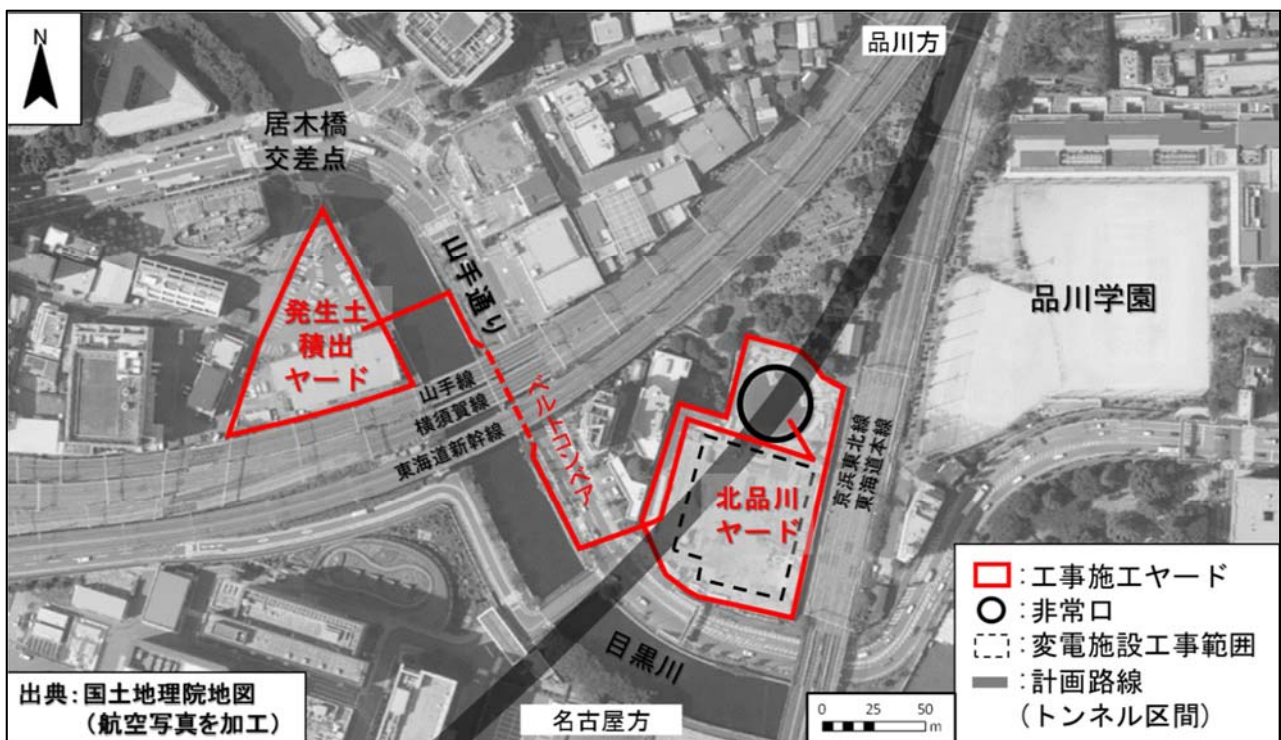 N
品川方
居木橋
交差点
山手通り
発生土
積出
ヤード
品川学園
山手線
横須賀線
東海道新幹線
ベルトコンベア
京浜東北線
東海道本線
北品川
ヤード
目黒川
名古屋方
出典：国土地理院地図
（航空写真を加工）
0 25 50
m
：工事施工ヤード
：非常口
：変電施設工事範囲
：計画路線
（トンネル区間）